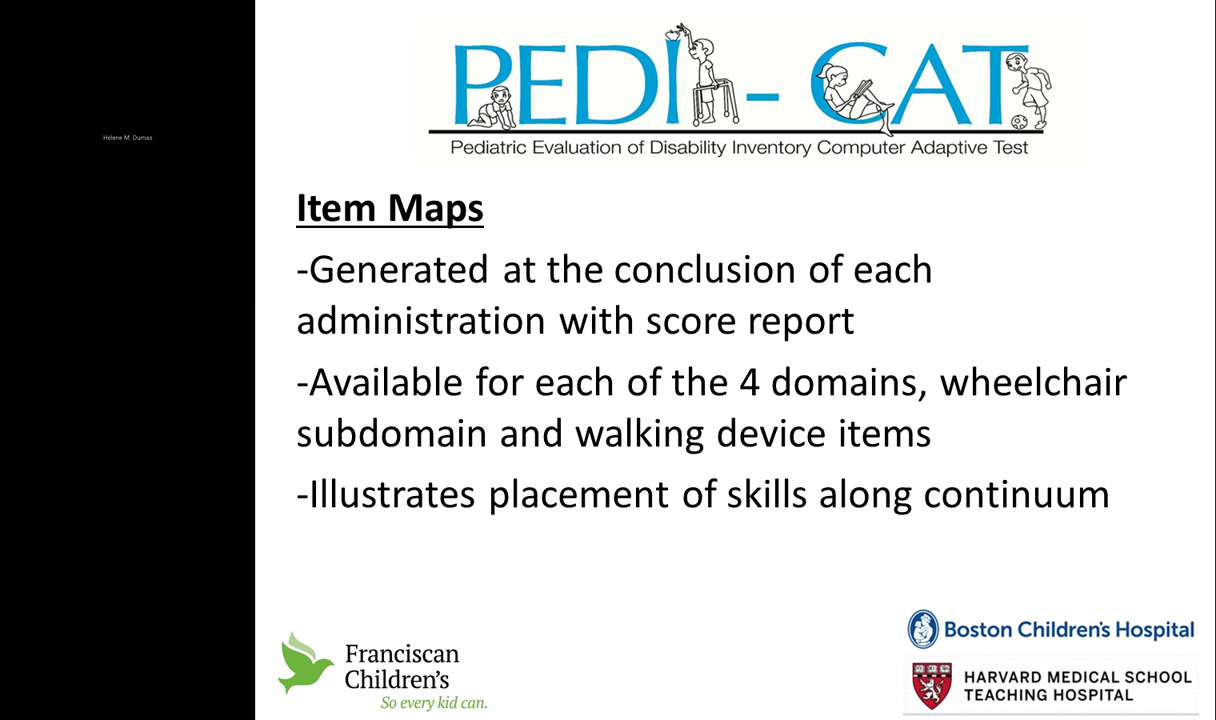 Helene M. Dumas
PEDI - CAT
Pediatric Evaluation of Disability Inventory Computer Adaptive Test
Item Maps
-Generated at the conclusion of each
administration with score report
-Available for each of the 4 domains, wheelchair
subdomain and walking device items
-Illustrates placement of skills along continuum
Franciscan
Children's
So every kid can.
Boston Children's Hospital
HARVARD MEDICAL SCHOOL
TEACHING HOSPITAL